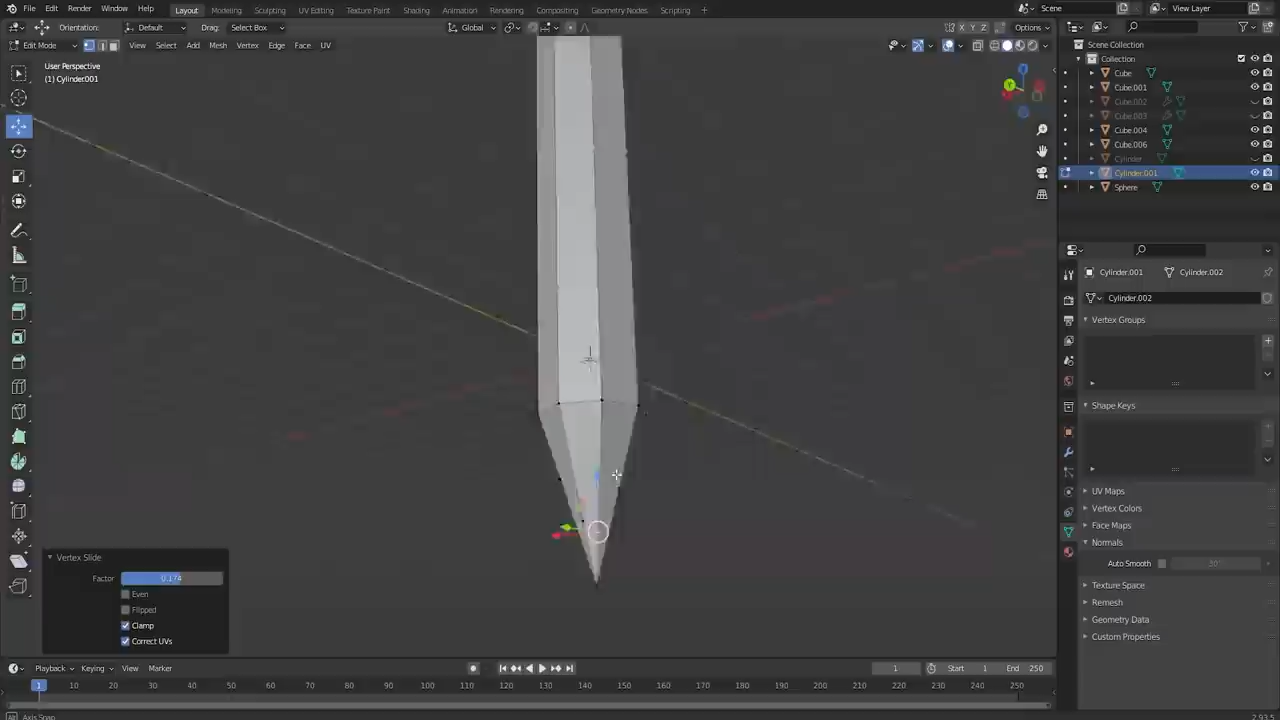 File Edit Render Window Help Layout Modeling Sculpting UV Editing Texture Paint Shading Animation Rendering Compositing Geometry Nodes Scripting Scene View Layer
Orientation: Default Drag: Select Box Global X Y Z Options
Edit Mode View Select Add Mesh Vertex Edge Face UV
User Perspective
(1) Cylinder.001
Scene Collection
Collection
Cube
Cube.001
Cube.002
Cube.003
Cube.004
Cube.006
Cylinder
Cylinder.001
Sphere
Cylinder.001 Cylinder.002
Cylinder.002
Vertex Groups
Shape Keys
UV Maps
Vertex Colors
Face Maps
Normals
Auto Smooth 30°
Texture Space
Remesh
Geometry Data
Custom Properties
Vertex Slide
Factor 0.174
Even
Flipped
Clamp
Correct UVs
Playback Keying View Marker 1 Start 1 End 250
1 10 20 30 40 50 60 70 80 90 100 110 120 130 140 150 160 170 180 190 200 210 220 230 240 250
Axis Snap 2.93.5